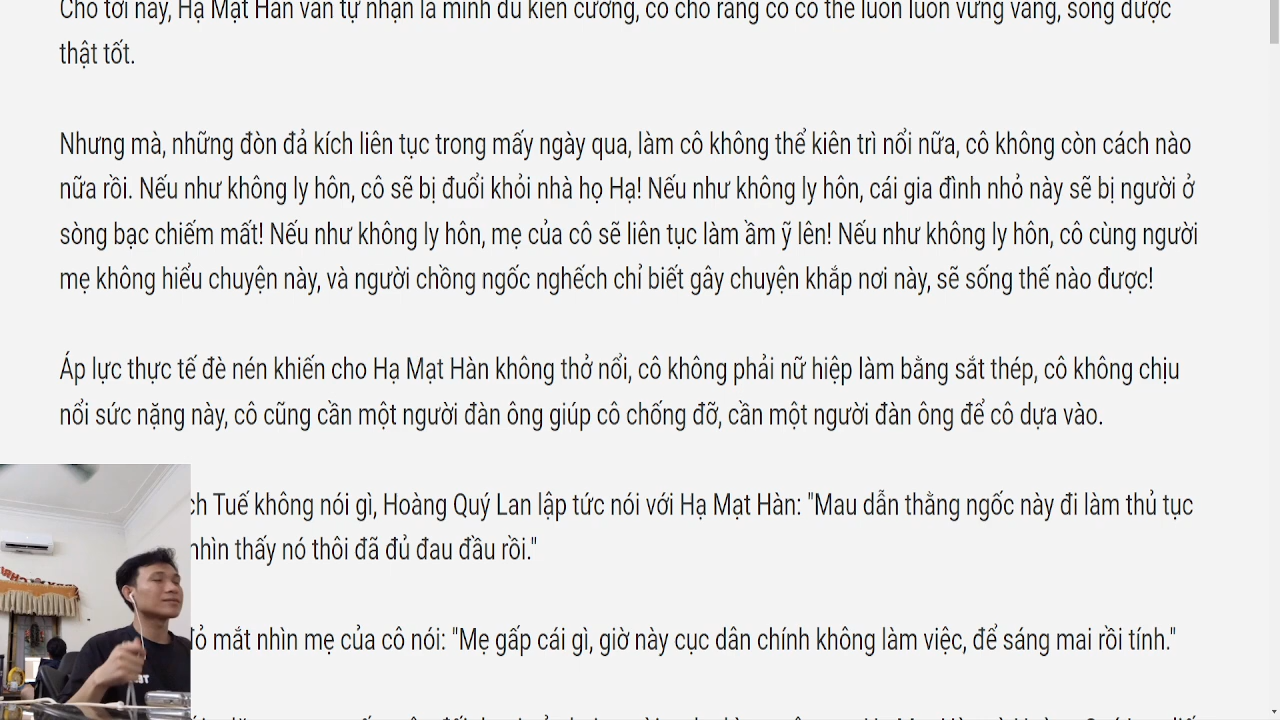 Cho tới nay, Hạ Mạt Hàn vẫn tự nhận là mình đủ kiên cường, cô cho rằng cô có thể luôn luôn vững vàng, sống được
thật tốt.
Nhưng mà, những đòn đả kích liên tục trong mấy ngày qua, làm cô không thể kiên trì nổi nữa, cô không còn cách nào
nữa rồi. Nếu như không ly hôn, cô sẽ bị đuổi khỏi nhà họ Hạ! Nếu như không ly hôn, cái gia đình nhỏ này sẽ bị người ở
sòng bạc chiếm mất! Nếu như không ly hôn, mẹ của cô sẽ liên tục làm ầm ỹ lên! Nếu như không ly hôn, cô cùng người
mẹ không hiểu chuyện này, và người chồng ngốc nghếch chỉ biết gây chuyện khắp nơi này, sẽ sống thế nào được!
Áp lực thực tế đè nén khiến cho Hạ Mạt Hàn không thở nổi, cô không phải nữ hiệp làm bằng sắt thép, cô không chịu
nổi sức nặng này, cô cũng cần một người đàn ông giúp cô chống đỡ, cần một người đàn ông để cô dựa vào.
ch Tuế không nói gì, Hoàng Quý Lan lập tức nói với Hạ Mạt Hàn: "Mau dẫn thằng ngốc này đi làm thủ tục
nhìn thấy nó thôi đã đủ đau đầu rồi."
đỏ mắt nhìn mẹ của cô nói: "Mẹ gấp cái gì, giờ này cục dân chính không làm việc, để sáng mai rồi tính."